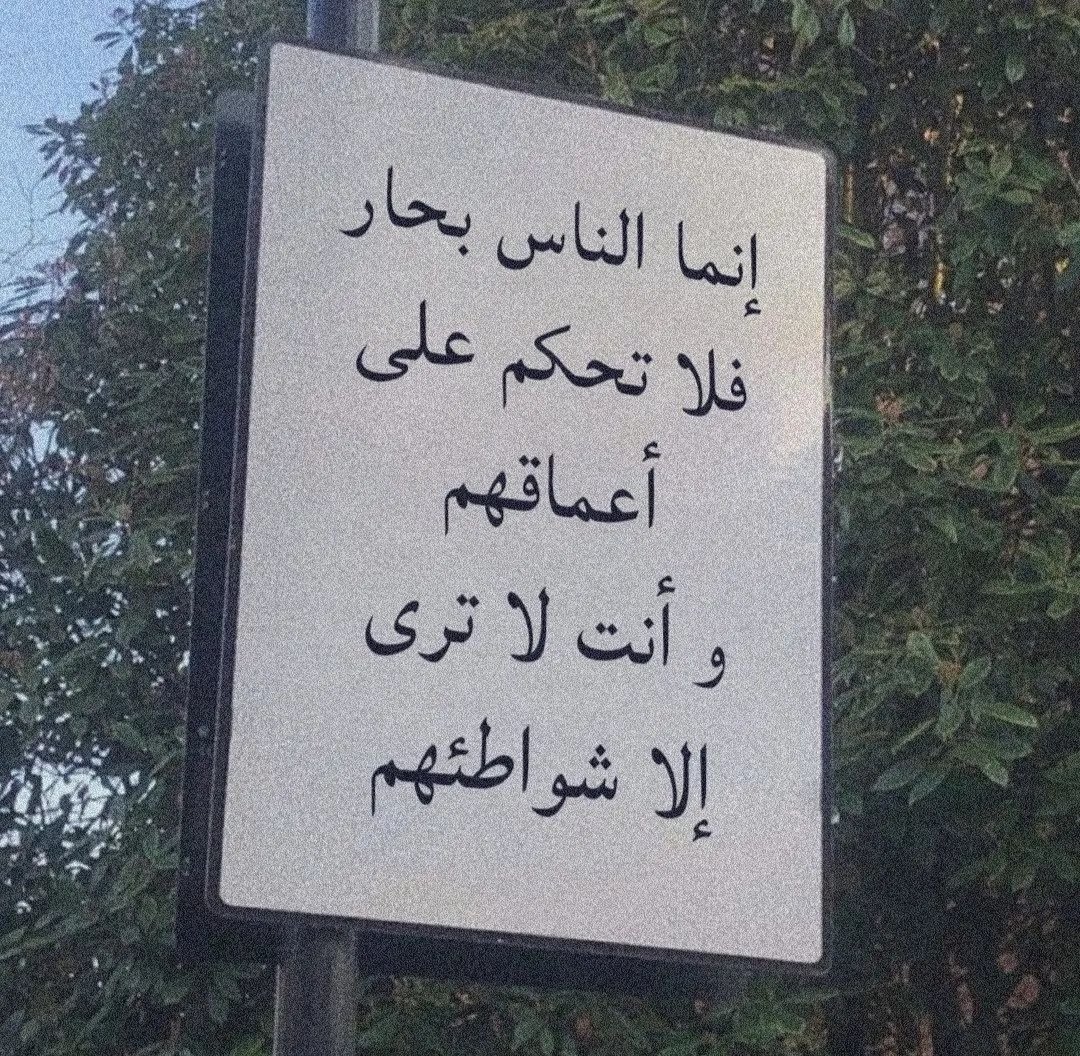 إنما الناس بحار
فلا تحكم على
أعماقهم
و أنت لا ترى
إلا شواطئهم